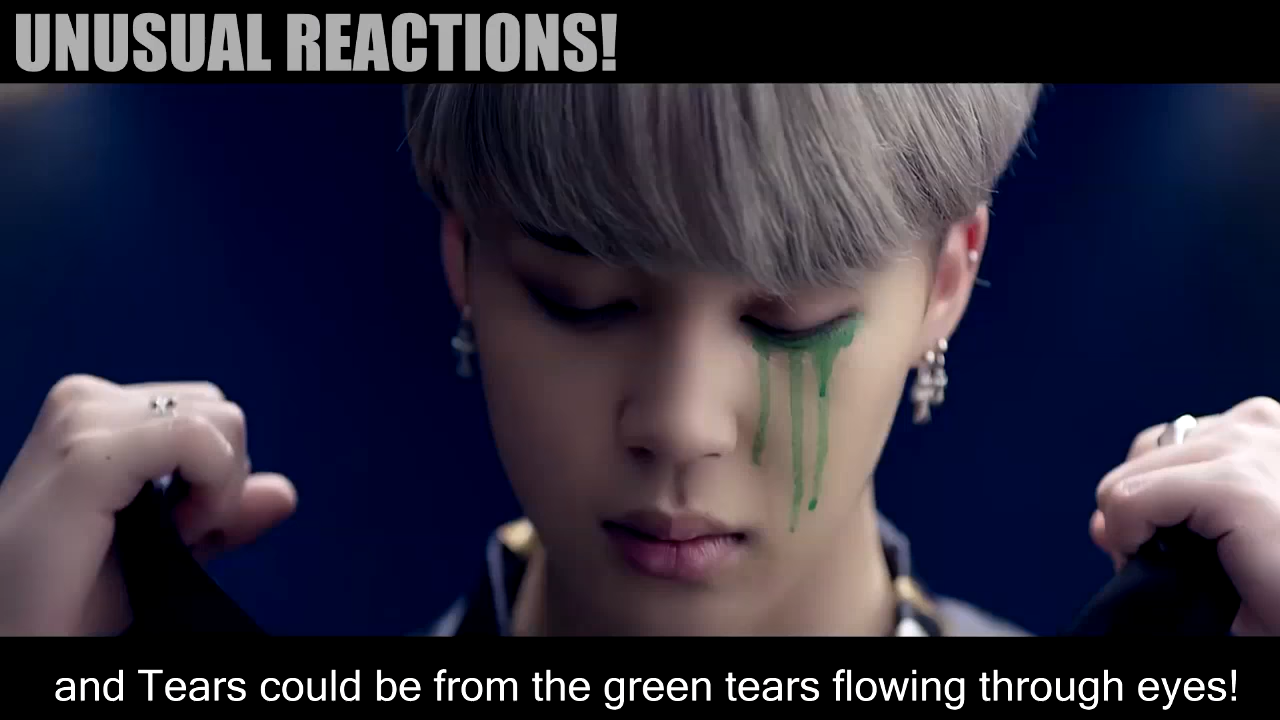 UNUSUAL REACTIONS!
and Tears could be from the green tears flowing through eyes!